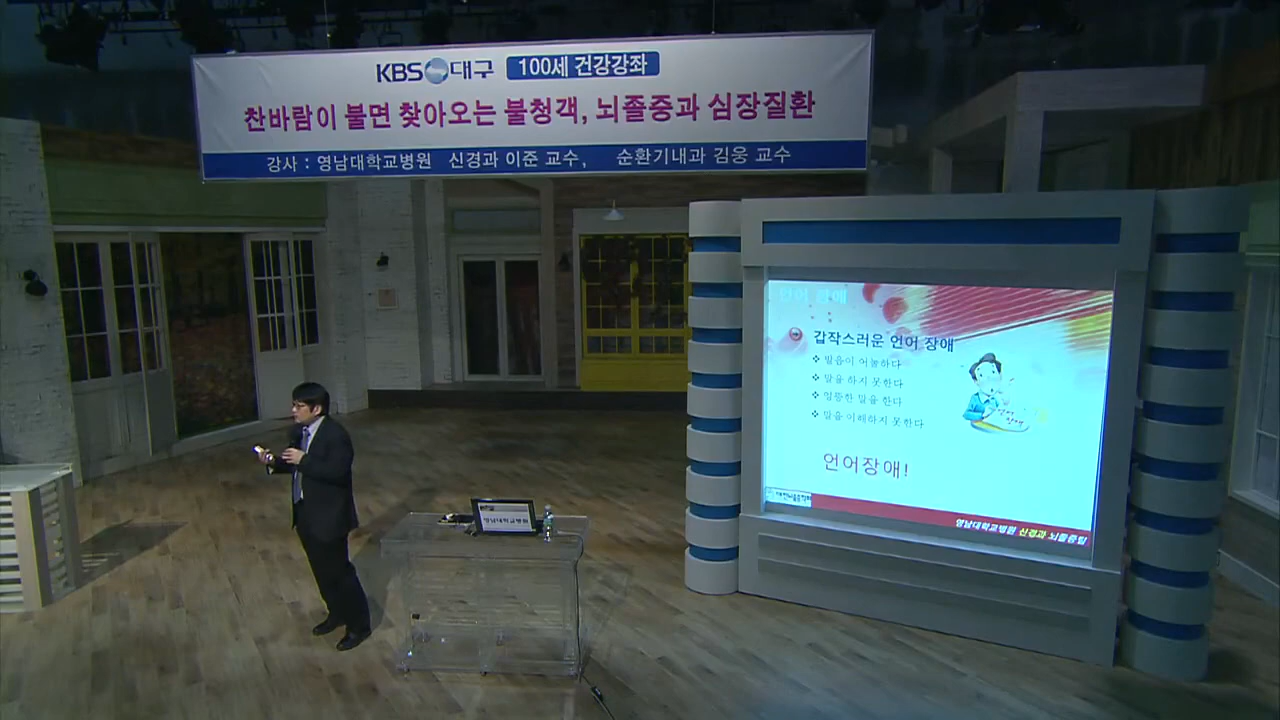 KBS 대구 100세 건강강좌
찬바람이 불면 찾아오는 불청객, 뇌졸중과 심장질환
강사 : 영남대학교병원 신경과 이준 교수, 순환기내과 김웅 교수
언어 장애
갑작스러운 언어 장애
❖ 발음이 어눌하다
❖ 말을 하지 못한다
❖ 엉뚱한 말을 한다
❖ 말을 이해하지 못한다
언어장애!
영남대학교병원 신경과 뇌졸중팀
영남대학교병원